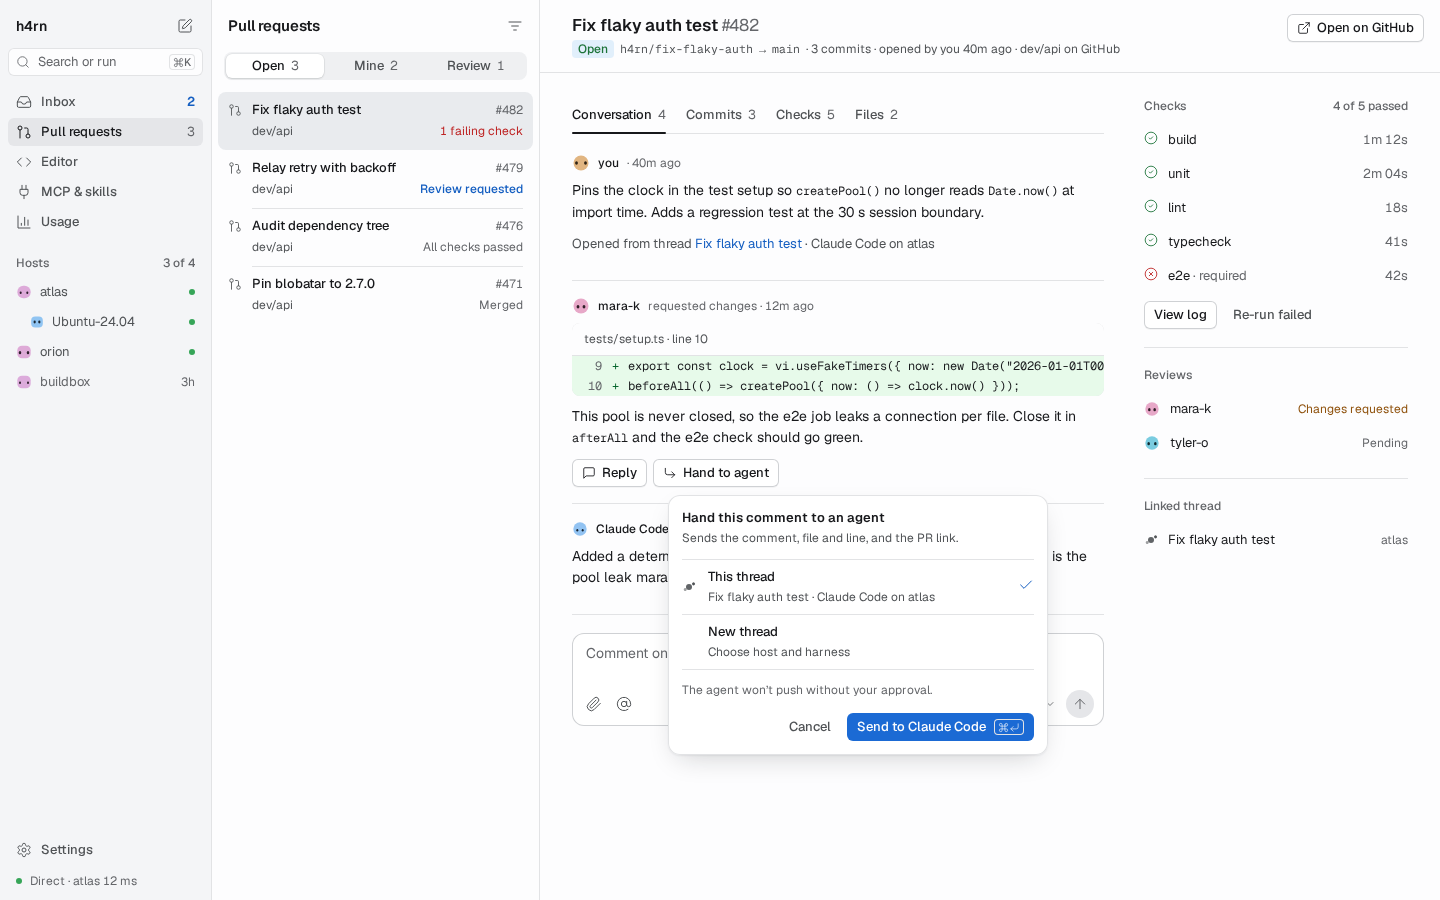 h4rn
Search or run ⌘K
Inbox 2
Pull requests 3
Editor
MCP & skills
Usage
Hosts 3 of 4
atlas
Ubuntu-24.04
orion
buildbox 3h
Settings
Direct · atlas 12 ms
Pull requests
Open 3 Mine 2 Review 1
Fix flaky auth test #482
dev/api 1 failing check
Relay retry with backoff #479
dev/api Review requested
Audit dependency tree #476
dev/api All checks passed
Pin blobatar to 2.7.0 #471
dev/api Merged
Fix flaky auth test #482
Open h4rn/fix-flaky-auth → main · 3 commits · opened by you 40m ago · dev/api on GitHub
Open on GitHub
Conversation 4 Commits 3 Checks 5 Files 2
you · 40m ago
Pins the clock in the test setup so createPool() no longer reads Date.now() at
import time. Adds a regression test at the 30 s session boundary.
Opened from thread Fix flaky auth test · Claude Code on atlas
mara-k requested changes · 12m ago
tests/setup.ts · line 10
9 + export const clock = vi.useFakeTimers({ now: new Date("2026-01-01T00
10 + beforeAll(() => createPool({ now: () => clock.now() }));
This pool is never closed, so the e2e job leaks a connection per file. Close it in
afterAll and the e2e check should go green.
Reply Hand to agent
Claude Code
Added a determ is the
pool leak mara
Comment on
Hand this comment to an agent
Sends the comment, file and line, and the PR link.
This thread
Fix flaky auth test · Claude Code on atlas
New thread
Choose host and harness
The agent won't push without your approval.
Cancel Send to Claude Code ⌘↵
Checks 4 of 5 passed
build 1m 12s
unit 2m 04s
lint 18s
typecheck 41s
e2e · required 42s
View log Re-run failed
Reviews
mara-k Changes requested
tyler-o Pending
Linked thread
Fix flaky auth test atlas